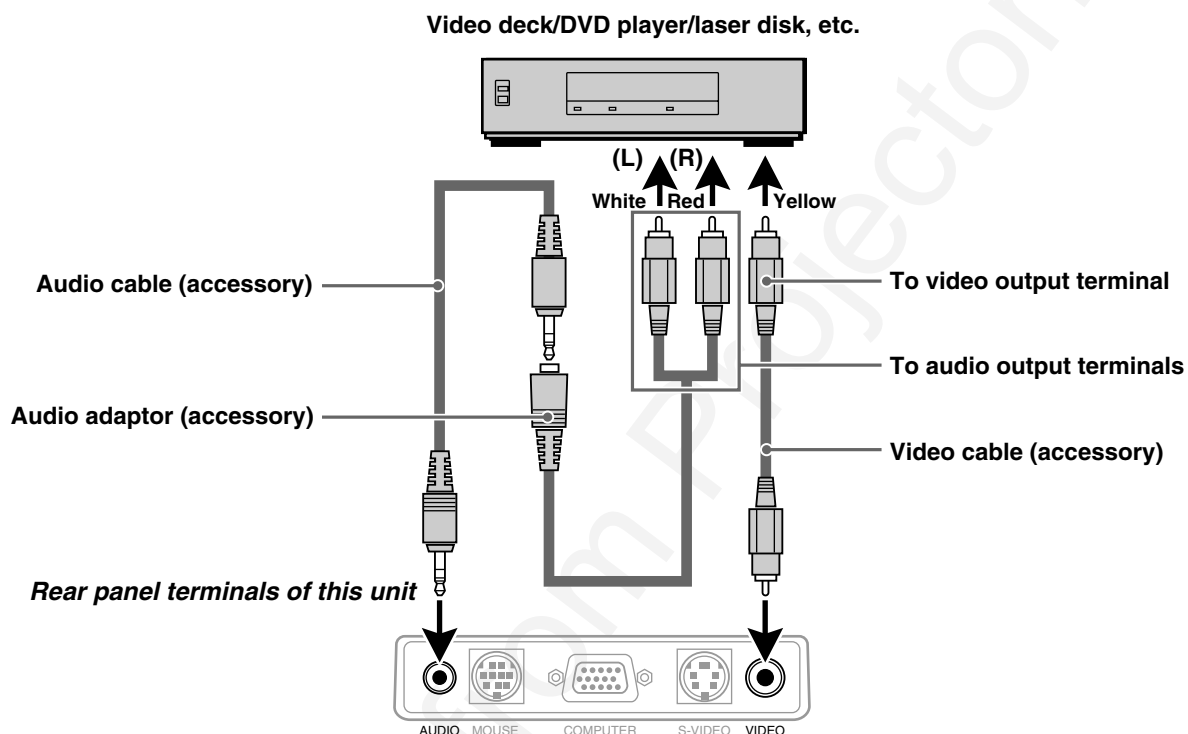 Video deck/DVD player/laser disk, etc.
(L) (R)
White Red Yellow
Audio cable (accessory)
To video output terminal
To audio output terminals
Audio adaptor (accessory)
Video cable (accessory)
Rear panel terminals of this unit
AUDIO MOUSE COMPUTER S-VIDEO VIDEO
from Projector